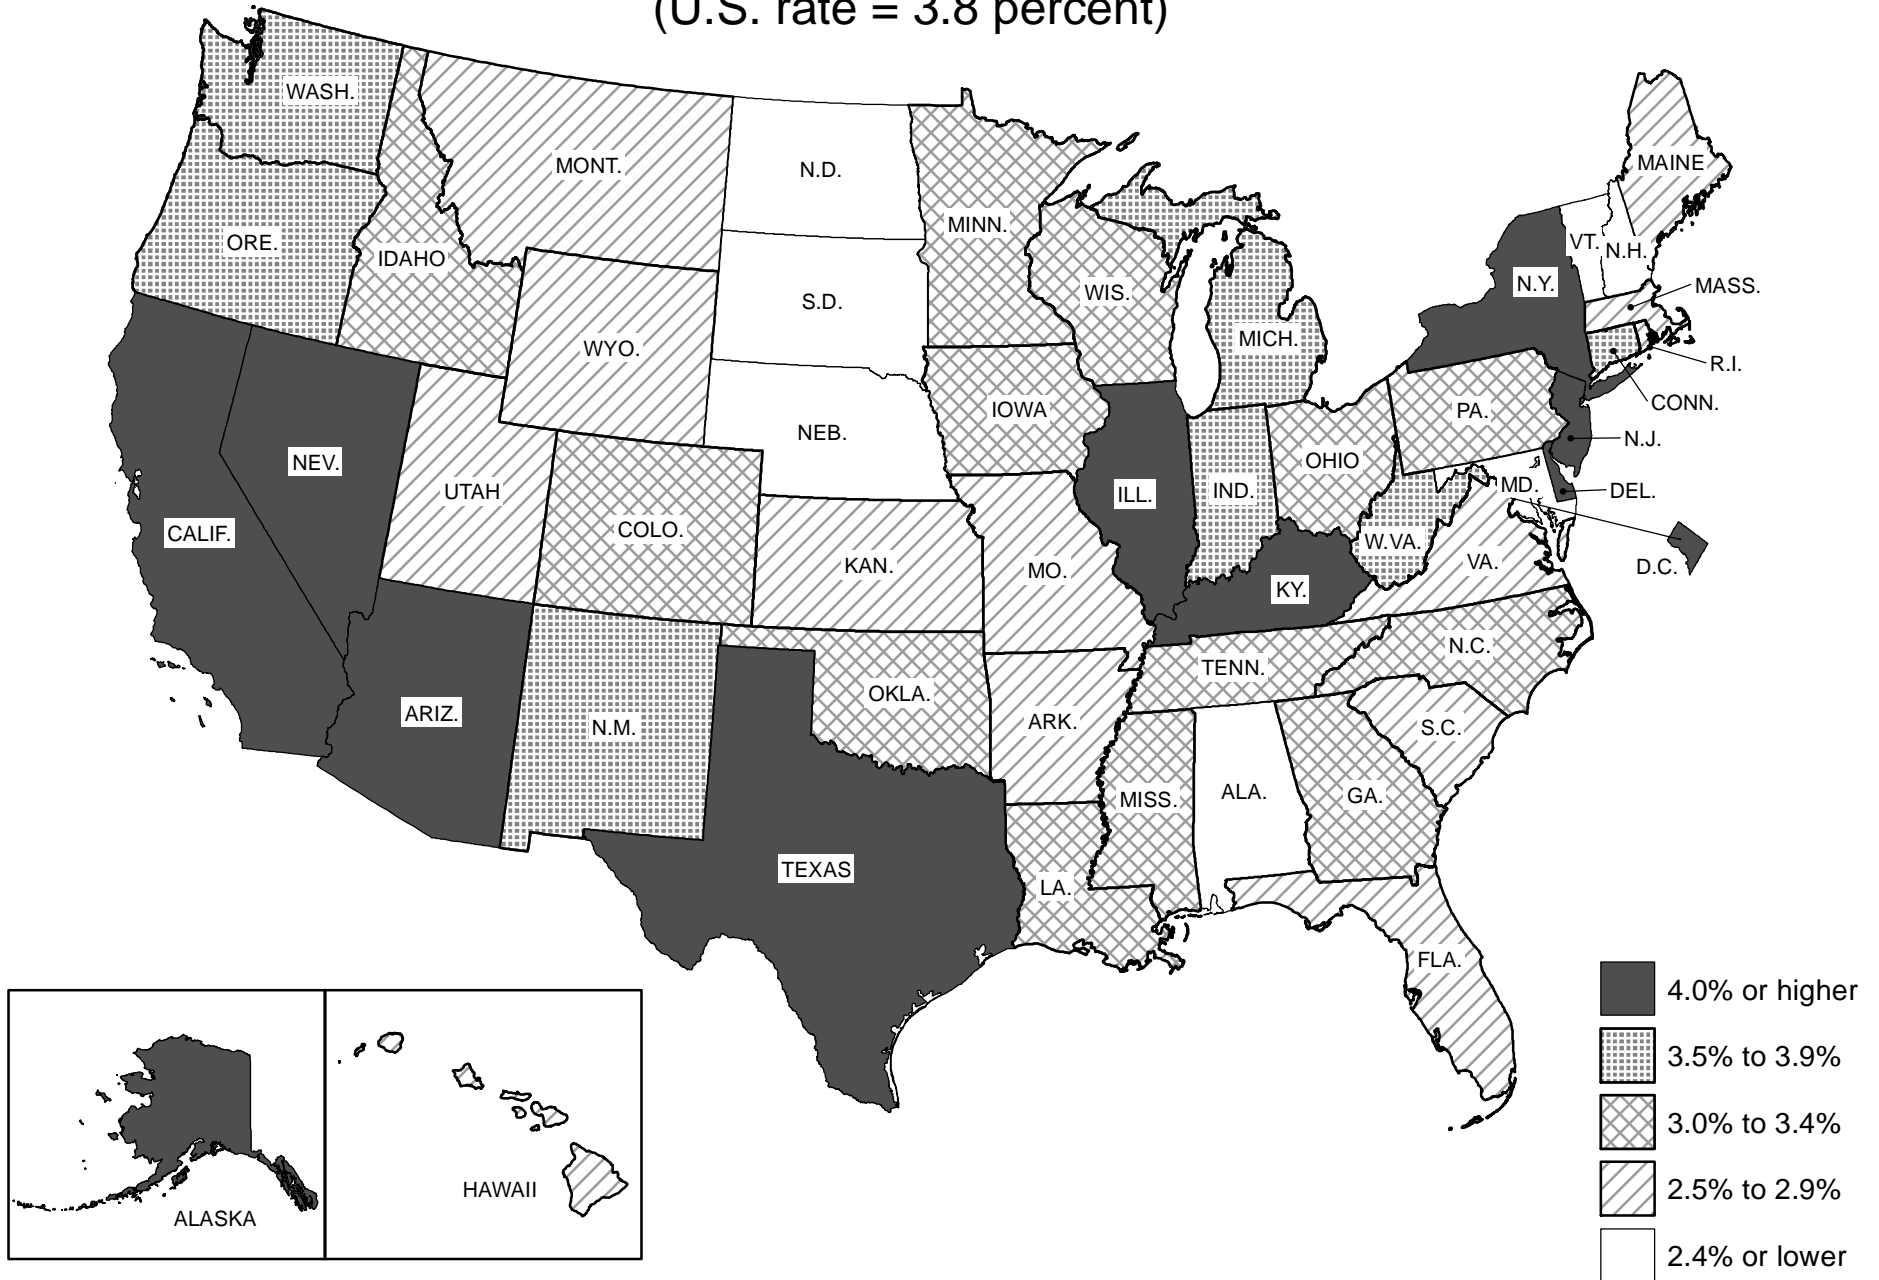 (U.S. rate = 3.8 percent)
WASH.
MONT.
N.D.
MINN.
MAINE
ORE.
IDAHO
VT.
N.H.
WIS.
N.Y.
MASS.
S.D.
WYO.
MICH.
R.I.
CONN.
IOWA
PA.
NEB.
N.J.
NEV.
UTAH
OHIO
ILL.
IND.
MD.
DEL.
CALIF.
COLO.
KAN.
MO.
W.VA.
VA.
D.C.
KY.
N.C.
TENN.
OKLA.
ARIZ.
N.M.
ARK.
S.C.
MISS.
ALA.
GA.
TEXAS
LA.
FLA.
HAWAII
ALASKA
4.0% or higher
3.5% to 3.9%
3.0% to 3.4%
2.5% to 2.9%
2.4% or lower